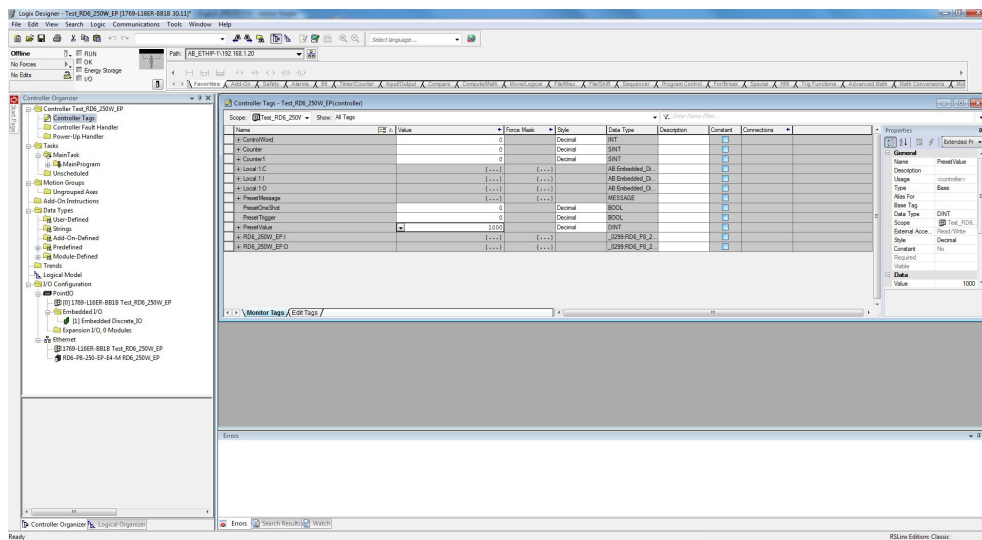 Logix Designer - Test_RD6_250W_EP [1769-L16ER-BB1B 30.11]*
File Edit View Search Logic Communications Tools Window Help
Select language...
Offline RUN
No Forces OK
No Edits Energy Storage
I/O
Path: AB_ETHIP-1\192.168.1.20
Favorites Add-On Safety Alarms Bit Timer/Counter Input/Output Compare Compute/Math Move/Logical File/Misc. File/Shift Sequencer Program Control For/Break Special Trig Functions Advanced Math Math Conversions
Start Page
Controller Organizer
Controller Test_RD6_250W_EP
Controller Tags
Controller Fault Handler
Power-Up Handler
Tasks
MainTask
MainProgram
Unscheduled
Motion Groups
Ungrouped Axes
Add-On Instructions
Data Types
User-Defined
Strings
Add-On-Defined
Predefined
Module-Defined
Trends
Logical Model
I/O Configuration
PointIO
[0] 1769-L16ER-BB1B Test_RD6_250W_EP
Embedded I/O
[1] Embedded Discrete_IO
Expansion I/O, 0 Modules
Ethernet
1769-L16ER-BB1B Test_RD6_250W_EP
RD6-P8-250-EP-E4-M RD6_250W_EP
Controller Organizer Logical Organizer
Controller Tags - Test_RD6_250W_EP(controller)
Scope: Test_RD6_250V Show: All Tags Enter Name Filter...
Name Value Force Mask Style Data Type Description Constant Connections
+ ControlWord 0 Decimal INT
+ Counter 0 Decimal SINT
+ Counter1 0 Decimal SINT
+ Local:1:C {...} {...} AB:Embedded_Di...
+ Local:1:I {...} {...} AB:Embedded_Di...
+ Local:1:O {...} {...} AB:Embedded_Di...
+ PresetMessage {...} {...} MESSAGE
PresetOneShot 0 Decimal BOOL
PresetTrigger 0 Decimal BOOL
+ PresetValue 1000 Decimal DINT
+ RD6_250W_EP:I {...} {...} _0299:RD6_P8_2...
+ RD6_250W_EP:O {...} {...} _0299:RD6_P8_2...
Monitor Tags Edit Tags
Properties
Extended Pr
General
Name PresetValue
Description
Usage <controller>
Type Base
Alias For
Base Tag
Data Type DINT
Scope Test_RD6...
External Acce... Read/Write
Style Decimal
Constant No
Required
Visible
Data
Value 1000
Errors
Errors Search Results Watch
Ready
RSLinx Edition: Classic